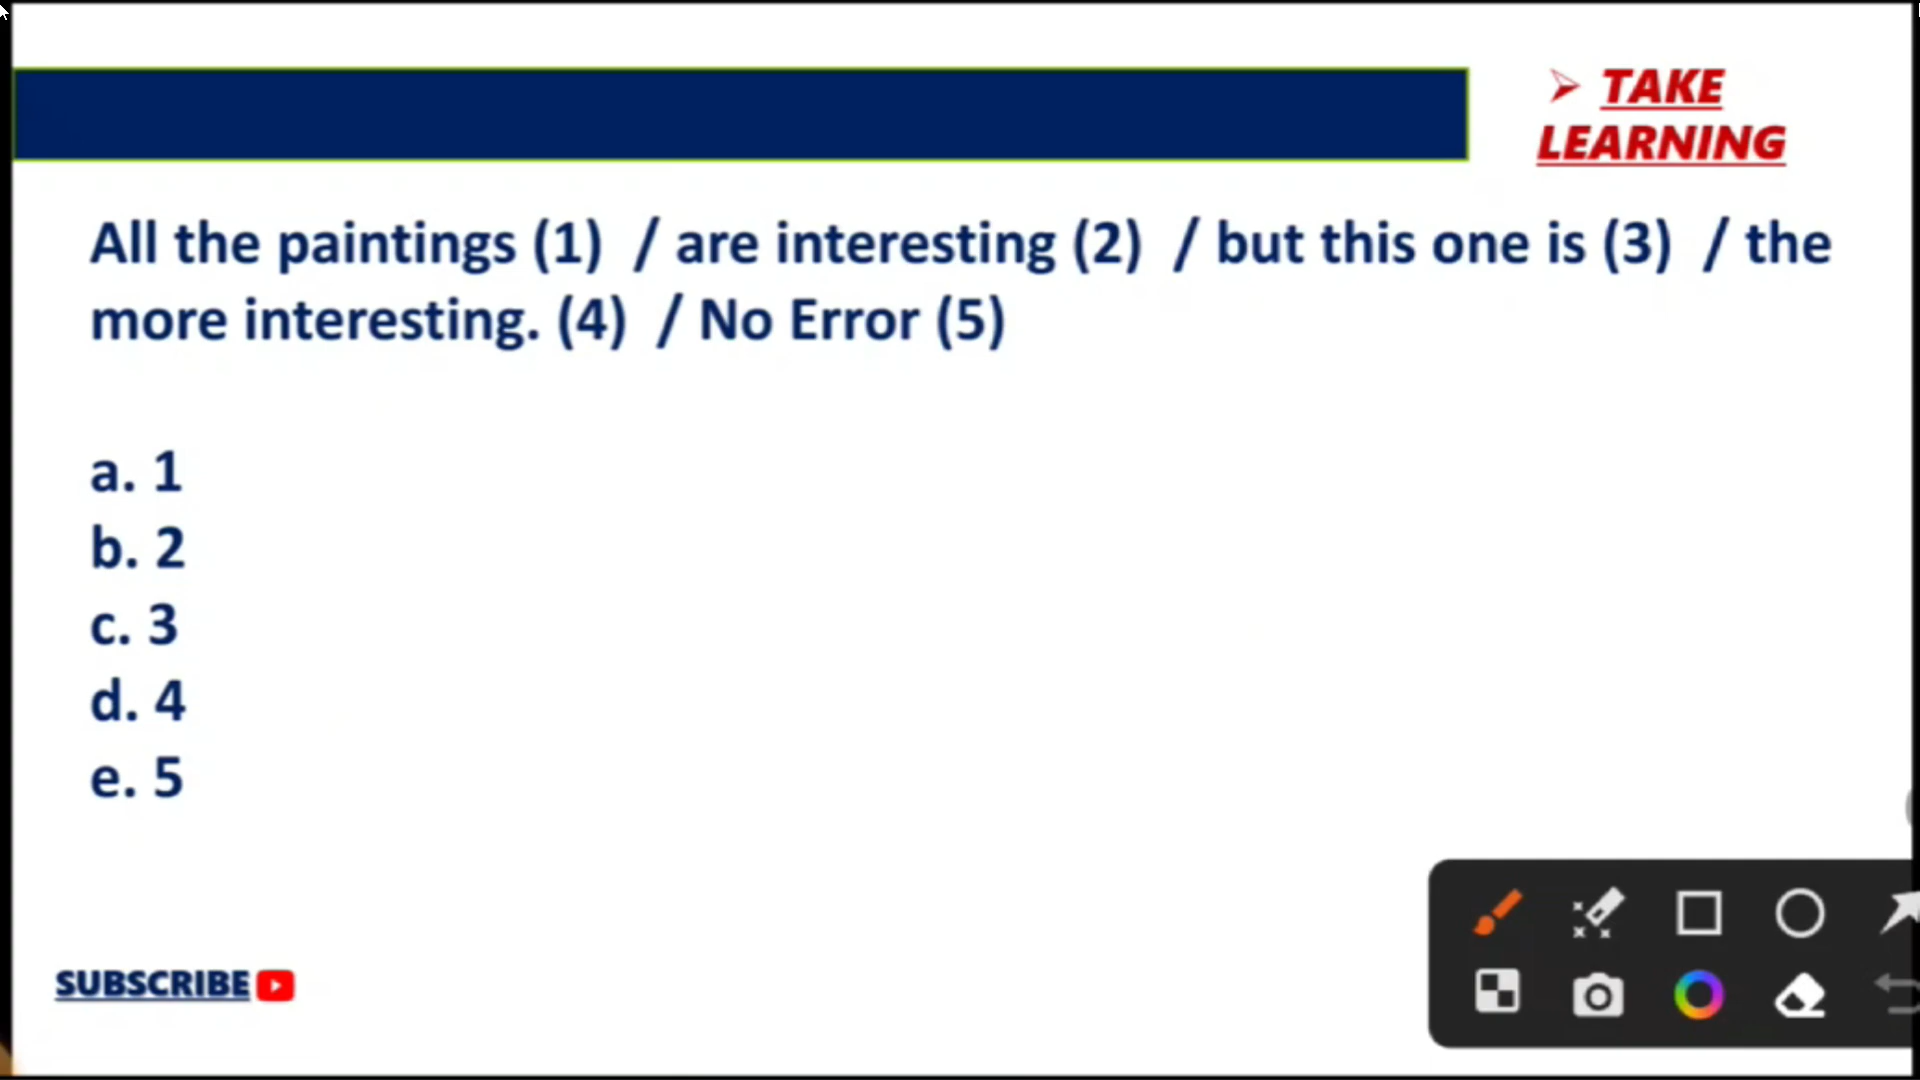 ➢ TAKE
LEARNING
All the paintings (1) / are interesting (2) / but this one is (3) / the
more interesting. (4) / No Error (5)
a. 1
b. 2
c. 3
d. 4
e. 5
SUBSCRIBE